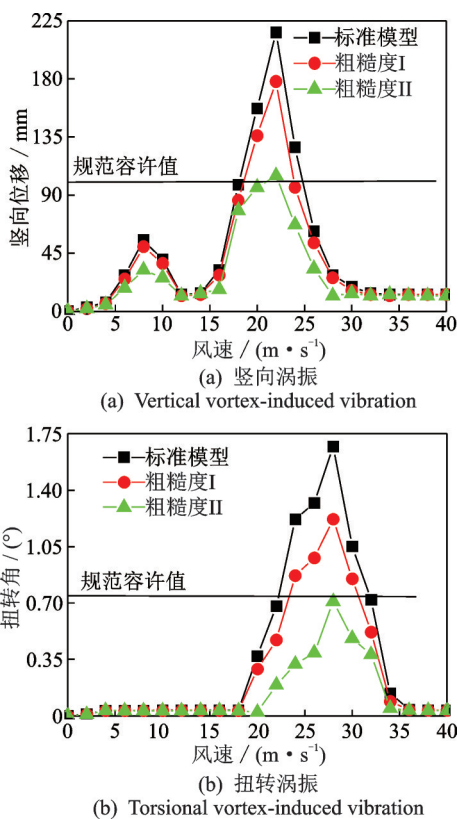 225
180
135
90
45
0
竖向位移 / mm
标准模型
粗糙度I
粗糙度II
规范容许值
0 5 10 15 20 25 30 35 40
风速 / (m · s⁻¹)
(a) 竖向涡振
(a) Vertical vortex-induced vibration
1.75
1.40
1.05
0.70
0.35
0
扭转角 / (°)
标准模型
粗糙度I
粗糙度II
规范容许值
0 5 10 15 20 25 30 35 40
风速 / (m · s⁻¹)
(b) 扭转涡振
(b) Torsional vortex-induced vibration